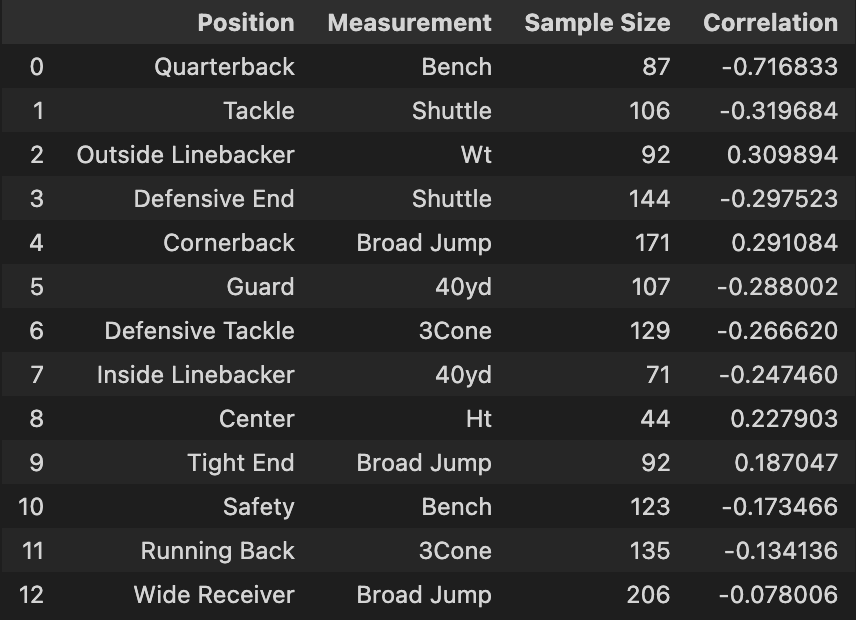 Position Measurement Sample Size Correlation
0 Quarterback Bench 87 -0.716833
1 Tackle Shuttle 106 -0.319684
2 Outside Linebacker Wt 92 0.309894
3 Defensive End Shuttle 144 -0.297523
4 Cornerback Broad Jump 171 0.291084
5 Guard 40yd 107 -0.288002
6 Defensive Tackle 3Cone 129 -0.266620
7 Inside Linebacker 40yd 71 -0.247460
8 Center Ht 44 0.227903
9 Tight End Broad Jump 92 0.187047
10 Safety Bench 123 -0.173466
11 Running Back 3Cone 135 -0.134136
12 Wide Receiver Broad Jump 206 -0.078006